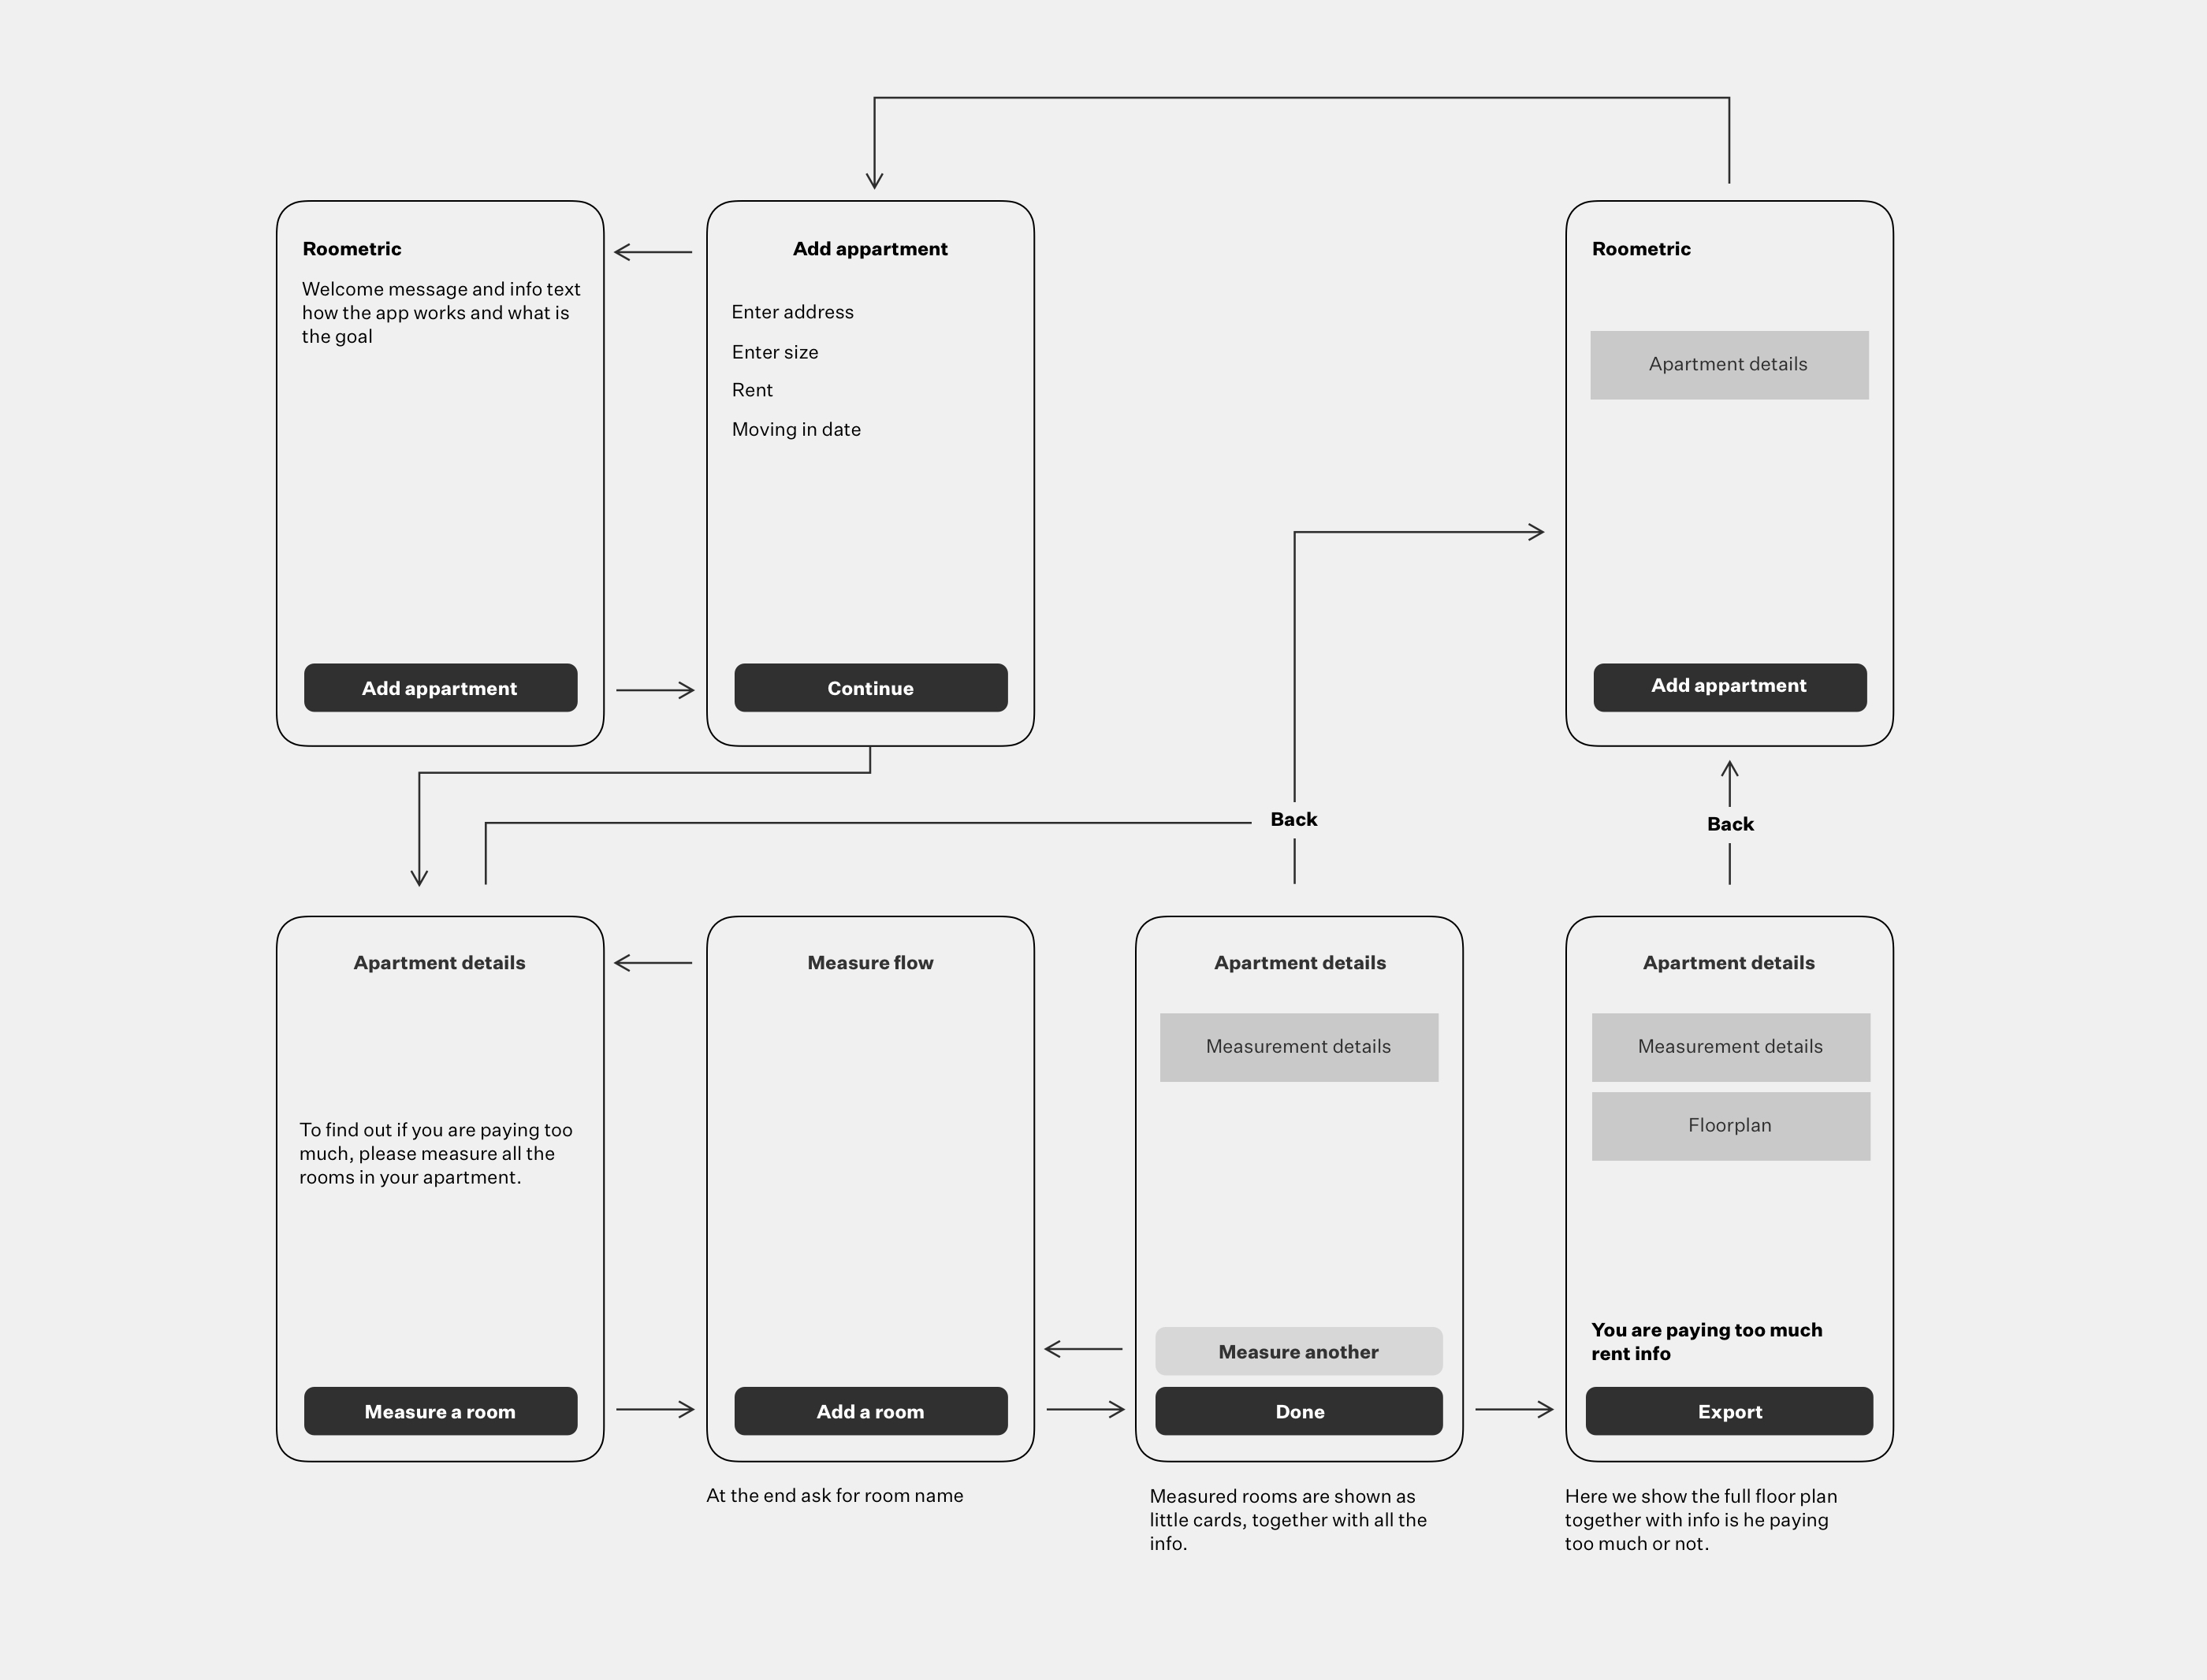 Roometric
Welcome message and info text
how the app works and what is
the goal
Add appartment
Add appartment
Enter address
Enter size
Rent
Moving in date
Continue
Roometric
Apartment details
Add appartment
Back
Back
Apartment details
To find out if you are paying too
much, please measure all the
rooms in your apartment.
Measure a room
Measure flow
Add a room
At the end ask for room name
Apartment details
Measurement details
Measure another
Done
Measured rooms are shown as
little cards, together with all the
info.
Apartment details
Measurement details
Floorplan
You are paying too much
rent info
Export
Here we show the full floor plan
together with info is he paying
too much or not.